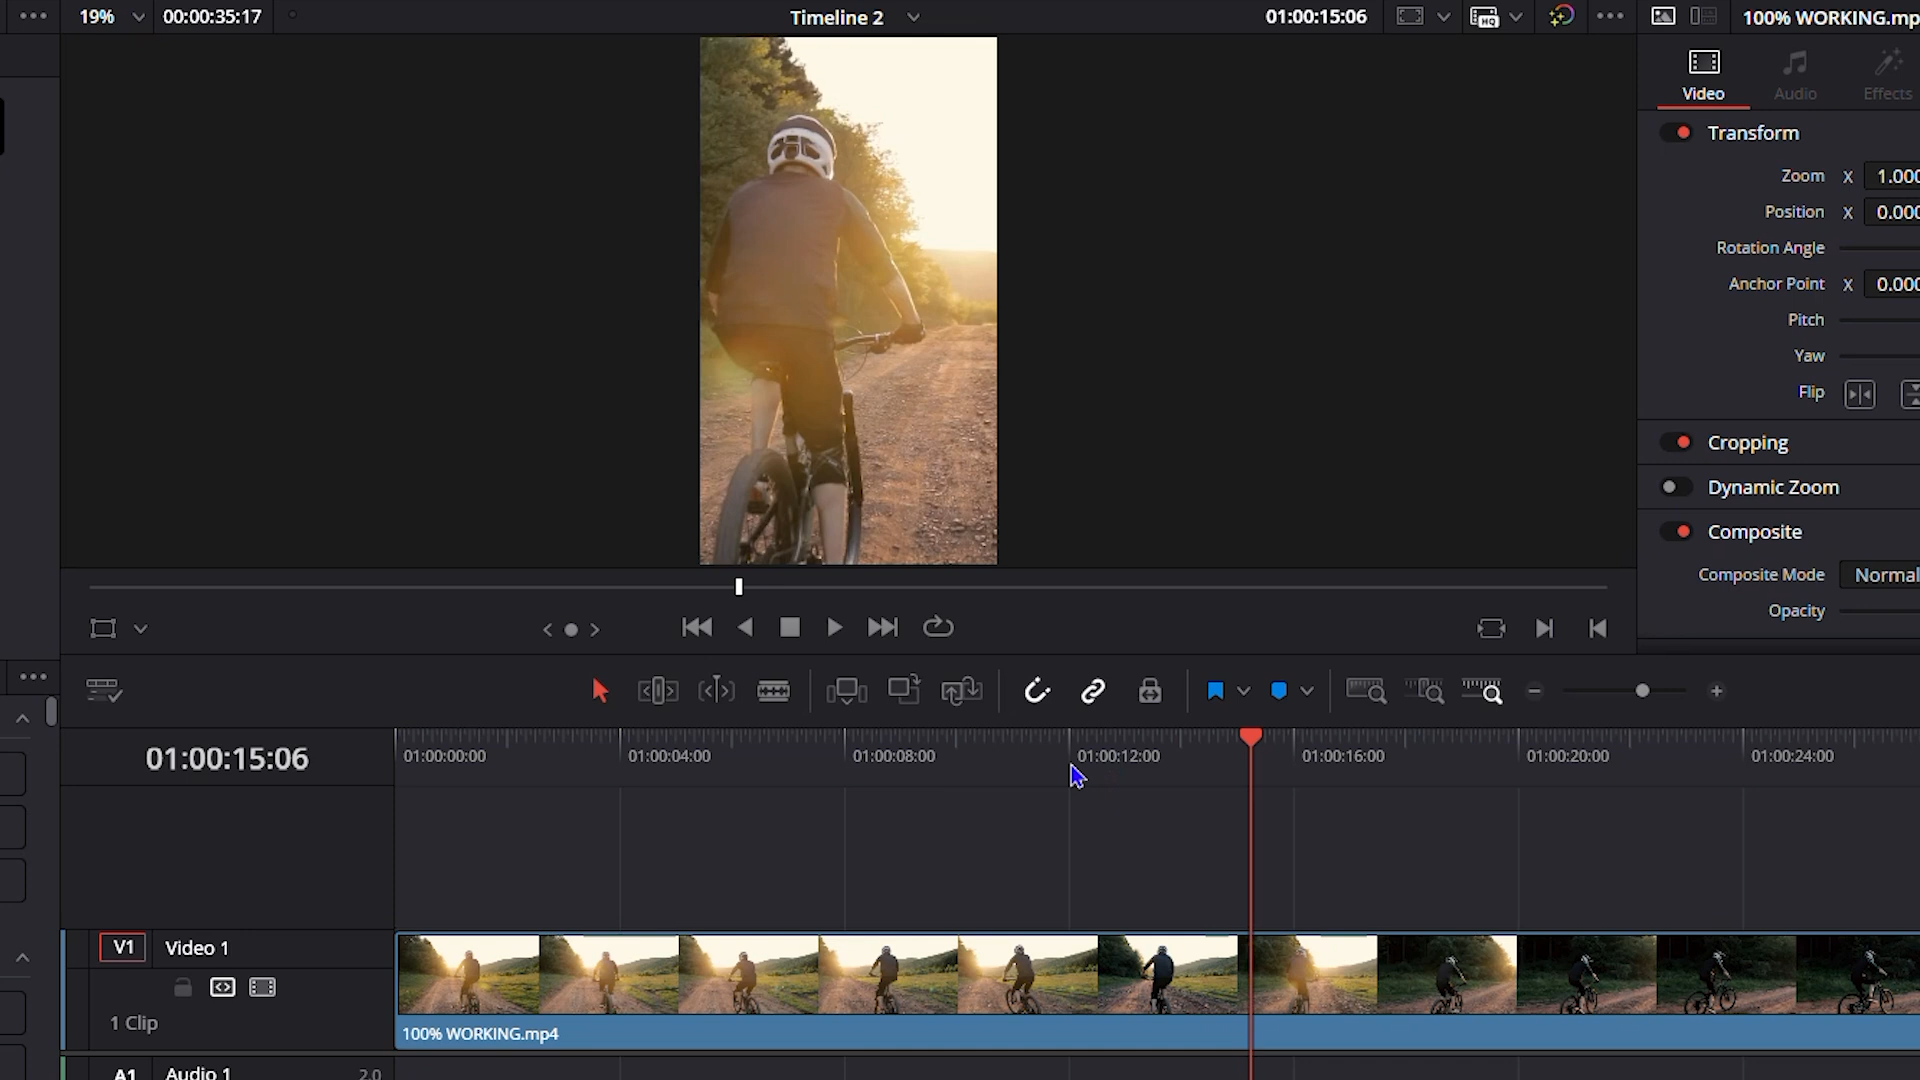 19%
00:00:35:17
Timeline 2
01:00:15:06
HQ
100% WORKING.mp
Video
Audio
Effects
Transform
Zoom X 1.000
Position X 0.000
Rotation Angle
Anchor Point X 0.000
Pitch
Yaw
Flip
Cropping
Dynamic Zoom
Composite
Composite Mode Normal
Opacity
01:00:15:06
01:00:00:00
01:00:04:00
01:00:08:00
01:00:12:00
01:00:16:00
01:00:20:00
01:00:24:00
V1 Video 1
1 Clip
100% WORKING.mp4
A1 Audio 1 2.0